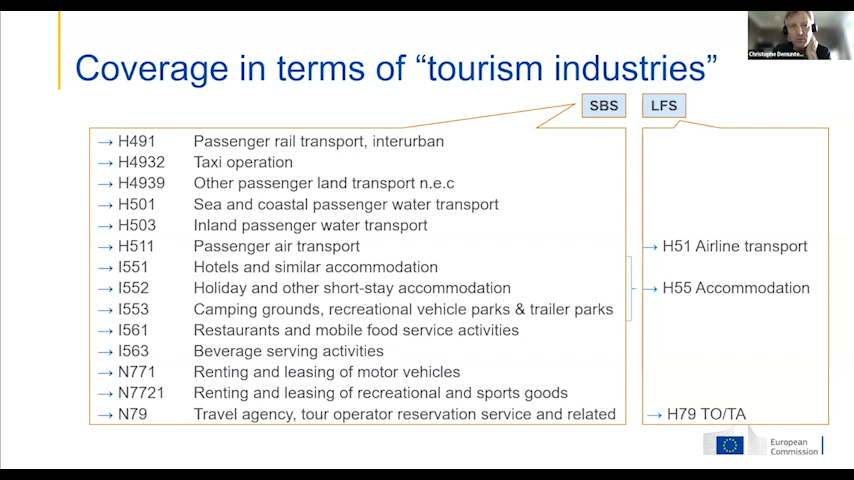 Christophe Demunte...
Coverage in terms of “tourism industries”
SBS
LFS
→ H491 Passenger rail transport, interurban
→ H4932 Taxi operation
→ H4939 Other passenger land transport n.e.c
→ H501 Sea and coastal passenger water transport
→ H503 Inland passenger water transport
→ H511 Passenger air transport
→ H51 Airline transport
→ I551 Hotels and similar accommodation
→ I552 Holiday and other short-stay accommodation
→ H55 Accommodation
→ I553 Camping grounds, recreational vehicle parks & trailer parks
→ I561 Restaurants and mobile food service activities
→ I563 Beverage serving activities
→ N771 Renting and leasing of motor vehicles
→ N7721 Renting and leasing of recreational and sports goods
→ N79 Travel agency, tour operator reservation service and related
→ H79 TO/TA
European
Commission